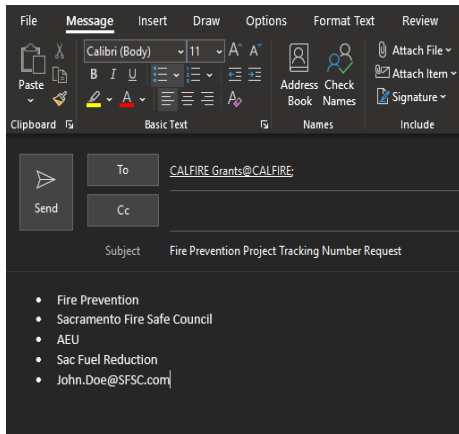 File Message Insert Draw Options Format Text Review
Calibri (Body) 11 A A Attach File
Paste B I U Address Book Check Names Attach Item
A A Signature
Clipboard Basic Text Names Include
To CALFIRE Grants@CALFIRE;
Send Cc
Subject Fire Prevention Project Tracking Number Request
• Fire Prevention
• Sacramento Fire Safe Council
• AEU
• Sac Fuel Reduction
• John.Doe@SFSC.com